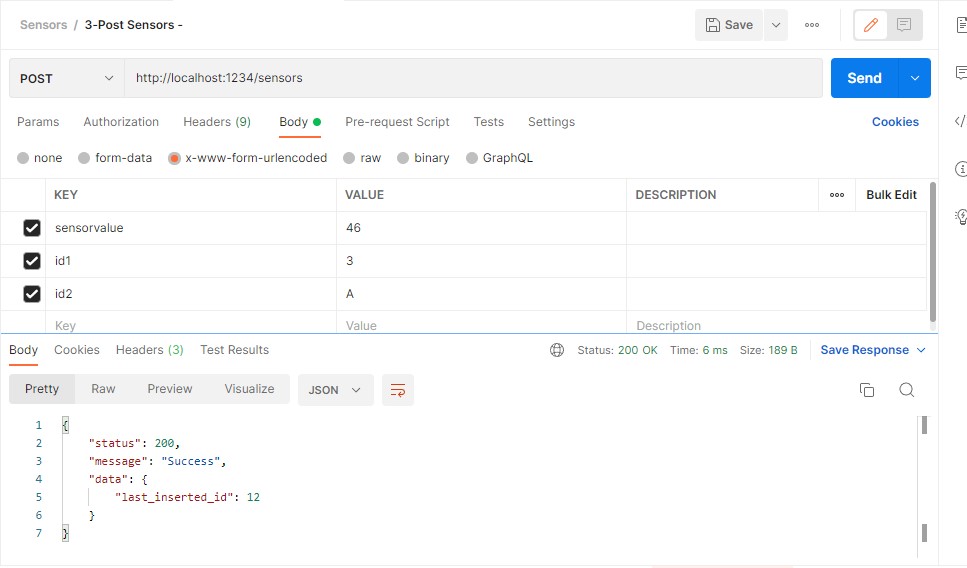 Sensors / 3-Post Sensors -
Save
POST
http://localhost:1234/sensors
Send
Params Authorization Headers (9) Body Pre-request Script Tests Settings Cookies
none form-data x-www-form-urlencoded raw binary GraphQL
KEY VALUE DESCRIPTION Bulk Edit
sensorvalue 46
id1 3
id2 A
Key Value Description
Body Cookies Headers (3) Test Results Status: 200 OK Time: 6 ms Size: 189 B Save Response
Pretty Raw Preview Visualize JSON
1 {
2 "status": 200,
3 "message": "Success",
4 "data": {
5 "last_inserted_id": 12
6 }
7 }